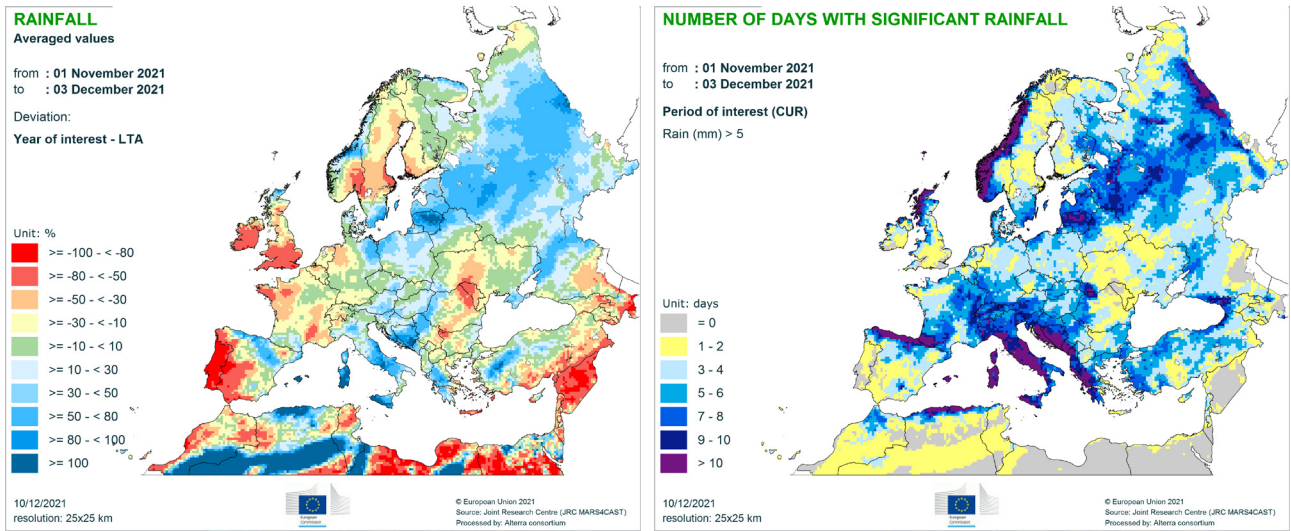 RAINFALL
Averaged values
from : 01 November 2021
to : 03 December 2021
Deviation:
Year of interest - LTA
Unit: %
>= -100 - < -80
>= -80 - < -50
>= -50 - < -30
>= -30 - < -10
>= -10 - < 10
>= 10 - < 30
>= 30 - < 50
>= 50 - < 80
>= 80 - < 100
>= 100
10/12/2021
resolution: 25x25 km
European
Commission
© European Union 2021
Source: Joint Research Centre (JRC MARS4CAST)
Processed by: Alterra consortium
NUMBER OF DAYS WITH SIGNIFICANT RAINFALL
from : 01 November 2021
to : 03 December 2021
Period of interest (CUR)
Rain (mm) > 5
Unit: days
= 0
1 - 2
3 - 4
5 - 6
7 - 8
9 - 10
> 10
10/12/2021
resolution: 25x25 km
European
Commission
© European Union 2021
Source: Joint Research Centre (JRC MARS4CAST)
Processed by: Alterra consortium